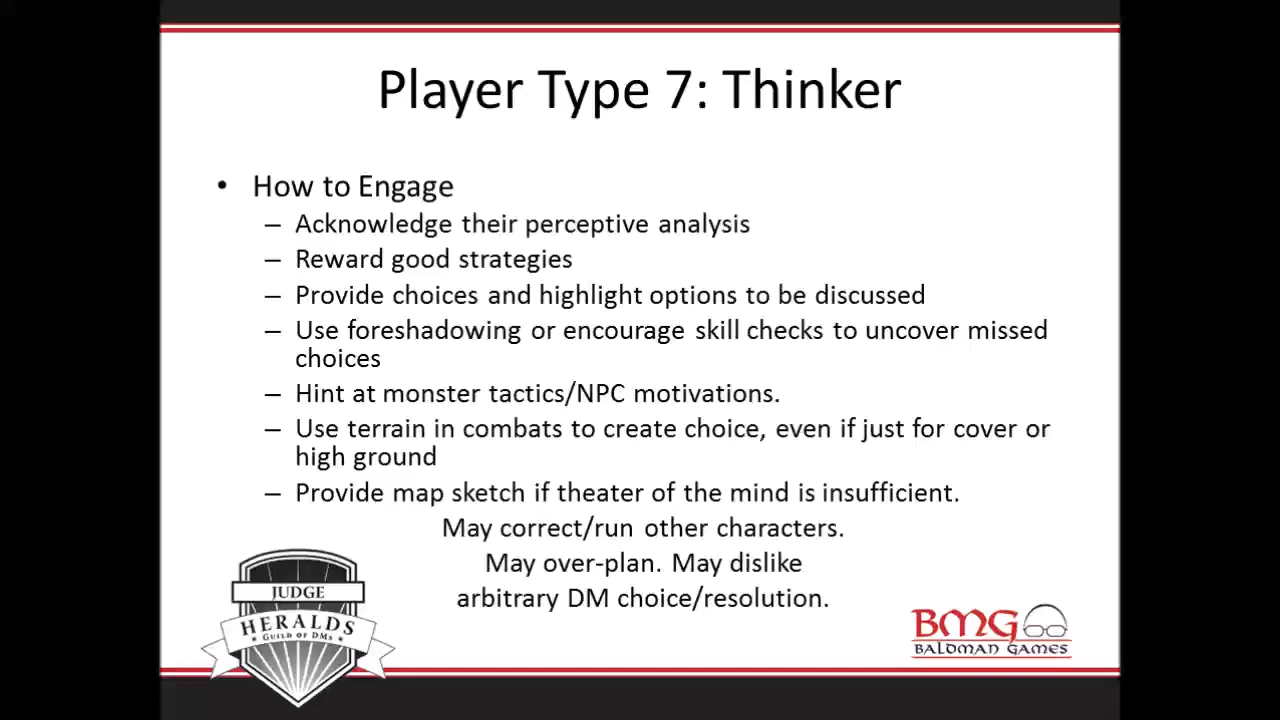 Player Type 7: Thinker
• How to Engage
– Acknowledge their perceptive analysis
– Reward good strategies
– Provide choices and highlight options to be discussed
– Use foreshadowing or encourage skill checks to uncover missed
choices
– Hint at monster tactics/NPC motivations.
– Use terrain in combats to create choice, even if just for cover or
high ground
– Provide map sketch if theater of the mind is insufficient.
May correct/run other characters.
May over-plan. May dislike
arbitrary DM choice/resolution.
JUDGE
HERALDS
GUILD OF DMs
BMG
BALDMAN GAMES